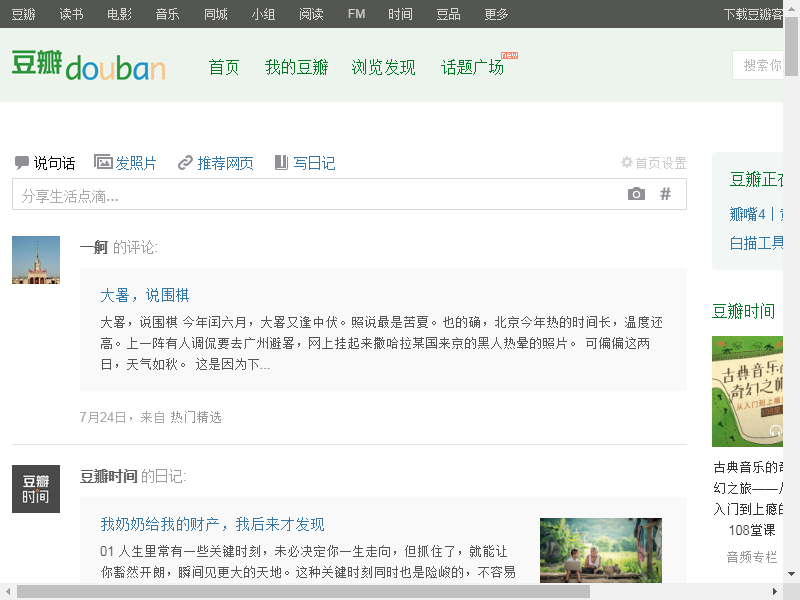 豆瓣 读书 电影 音乐 同城 小组 阅读 FM 时间 豆品 更多 下载豆瓣客
豆瓣douban 首页 我的豆瓣 浏览发现 话题广场 new 搜索你
说句话 发照片 推荐网页 写日记 首页设置
分享生活点滴... #
豆瓣正在
瓣嘴4｜
白描工具
一舸 的评论:
大暑，说围棋
大暑，说围棋 今年闰六月，大暑又逢中伏。照说最是苦夏。也的确，北京今年热的时间长，温度还
高。上一阵有人调侃要去广州避暑，网上挂起来撒哈拉某国来京的黑人热晕的照片。 可偏偏这两
日，天气如秋。 这是因为下...
7月24日，来自 热门精选
豆瓣时间
古典音乐的
奇幻之旅
从入门到上瘾
108堂课
古典音乐的奇
幻之旅——从
入门到上瘾的
108堂课
音频专栏
豆瓣
时间
豆瓣时间 的日记:
我奶奶给我的财产，我后来才发现
01 人生里常有一些关键时刻，未必决定你一生走向，但抓住了，就能让
你豁然开朗，瞬间见更大的天地。这种关键时刻同时也是险峻的，不容易